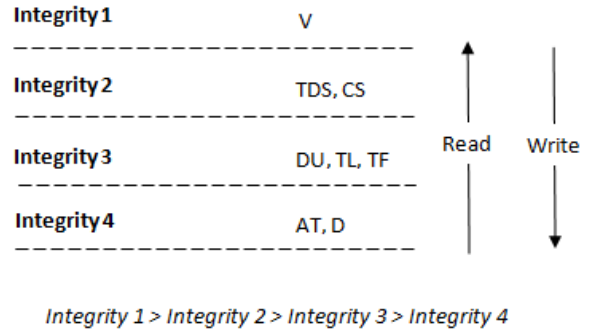 Integrity 1 V
Integrity 2 TDS, CS
Integrity 3 DU, TL, TF
Read Write
Integrity 4 AT, D
Integrity 1 > Integrity 2 > Integrity 3 > Integrity 4